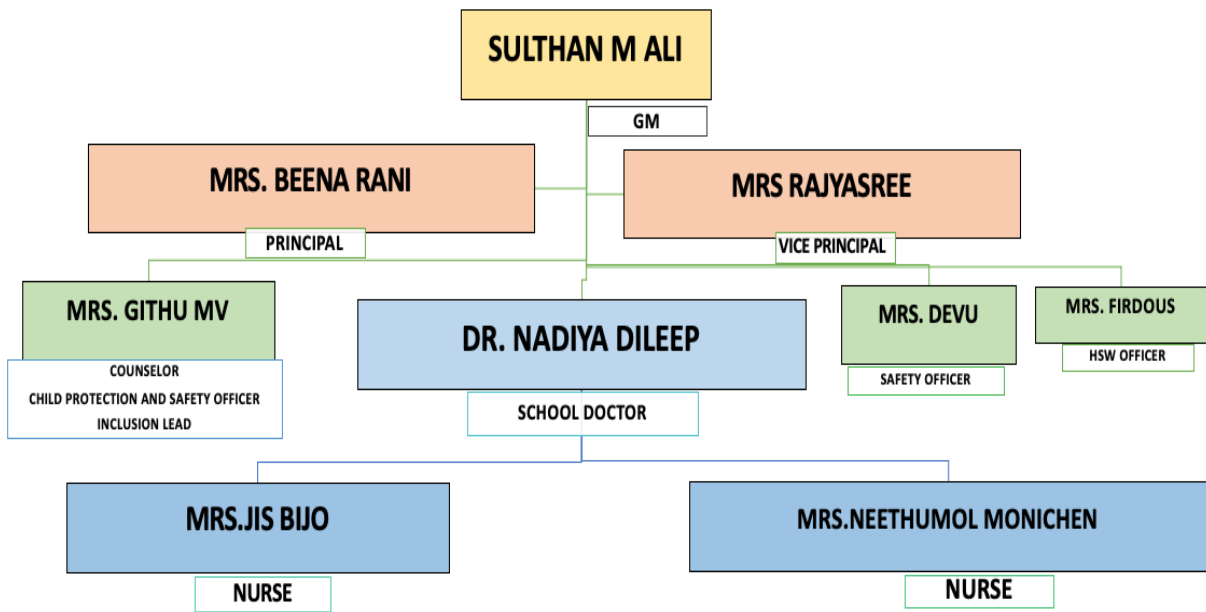 SULTHAN M ALI
GM
MRS. BEENA RANI
PRINCIPAL
MRS RAJYASREE
VICE PRINCIPAL
MRS. GITHU MV
COUNSELOR
CHILD PROTECTION AND SAFETY OFFICER
INCLUSION LEAD
DR. NADIYA DILEEP
SCHOOL DOCTOR
MRS. DEVU
SAFETY OFFICER
MRS. FIRDOUS
HSW OFFICER
MRS.JIS BIJO
NURSE
MRS.NEETHUMOL MONICHEN
NURSE